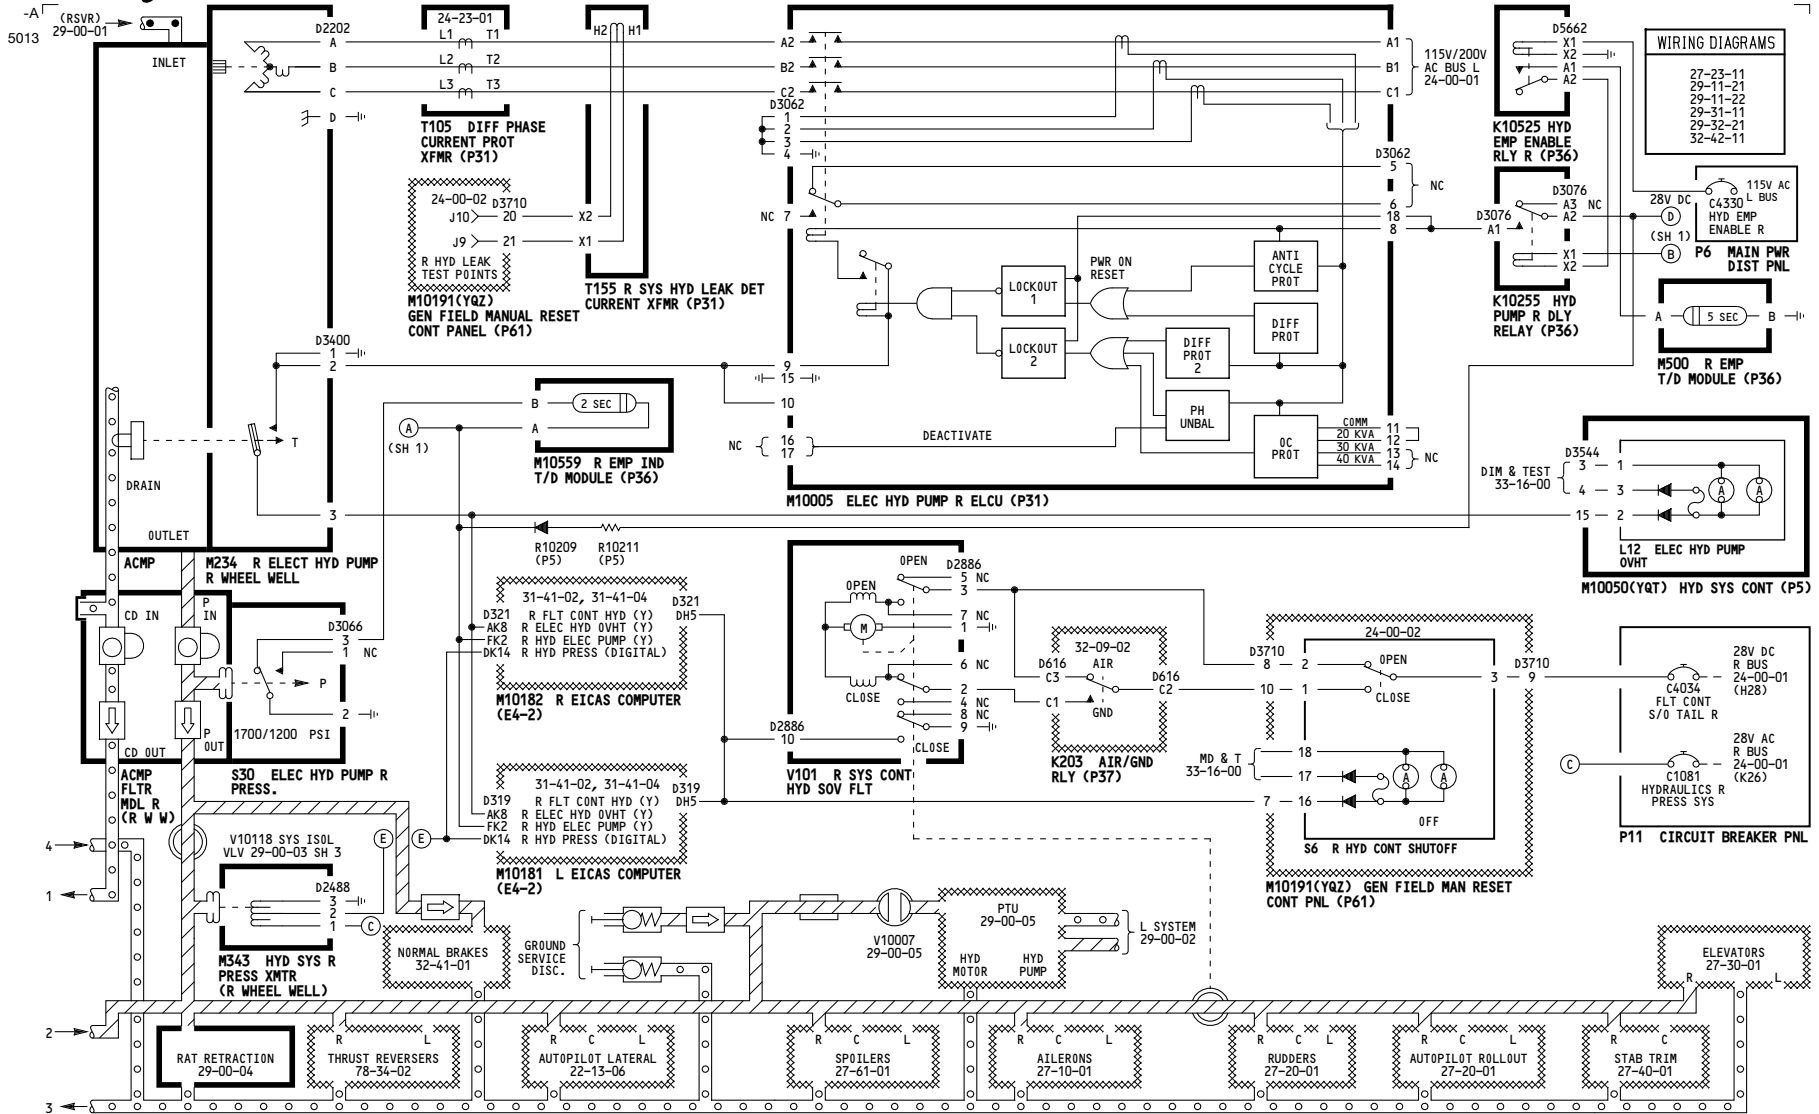 -A
5013
(RSVR)
29-00-01
INLET
D2202
A
B
C
D
24-23-01
L1 T1
L2 T2
L3 T3
T105 DIFF PHASE
CURRENT PROT
XFMR (P31)
H2 H1
X2
X1
T155 R SYS HYD LEAK DET
CURRENT XFMR (P31)
24-00-02
D3710
J10 20
J9 21
R HYD LEAK
TEST POINTS
M10191(YQZ)
GEN FIELD MANUAL RESET
CONT PANEL (P61)
A2
B2
C2
D3062
1
2
3
4
NC 7
9
15
10
NC
16
17
DEACTIVATE
A1
B1
C1
115V/200V
AC BUS L
24-00-01
D3062
5
6
NC
18
8
LOCKOUT
1
LOCKOUT
2
PWR ON
RESET
ANTI
CYCLE
PROT
DIFF
PROT
DIFF
PROT
2
PH
UNBAL
OC
PROT
COMM 11
20 KVA 12
30 KVA 13
40 KVA 14
NC
M10005 ELEC HYD PUMP R ELCU (P31)
D5662
X1
X2
A1
A2
K10525 HYD
EMP ENABLE
RLY R (P36)
WIRING DIAGRAMS
27-23-11
29-11-21
29-11-22
29-31-11
29-32-21
32-42-11
D3076
A3 NC
A2
D3076
A1
X1
X2
K10255 HYD
PUMP R DLY
RELAY (P36)
28V DC
D
(SH 1)
B
115V AC
L BUS
C4330
HYD EMP
ENABLE R
P6 MAIN PWR
DIST PNL
A 5 SEC B
M500 R EMP
T/D MODULE (P36)
D3400
1
2
T
DRAIN
3
OUTLET
ACMP
M234 R ELECT HYD PUMP
R WHEEL WELL
A
(SH 1)
B 2 SEC
A
M10559 R EMP IND
T/D MODULE (P36)
R10209
(P5)
R10211
(P5)
DIM & TEST
33-16-00
D3544
3 1
4 3
15 2
A A
L12 ELEC HYD PUMP
OVHT
M10050(YQT) HYD SYS CONT (P5)
CD IN
P
IN
CD OUT
P
OUT
ACMP
FLTR
MDL R
(R W W)
D3066
3
1 NC
P
2
1700/1200 PSI
S30 ELEC HYD PUMP R
PRESS.
31-41-02, 31-41-04
D321 R FLT CONT HYD (Y) D321
DH5
AK8 R ELEC HYD OVHT (Y)
FK2 R HYD ELEC PUMP (Y)
DK14 R HYD PRESS (DIGITAL)
M10182 R EICAS COMPUTER
(E4-2)
31-41-02, 31-41-04
D319 R FLT CONT HYD (Y) D319
DH5
AK8 R ELEC HYD OVHT (Y)
FK2 R HYD ELEC PUMP (Y)
DK14 R HYD PRESS (DIGITAL)
M10181 L EICAS COMPUTER
(E4-2)
OPEN
OPEN
M
CLOSE
CLOSE
D2886
10
D2886
5 NC
3
7 NC
1
6 NC
2
4 NC
8 NC
9
V101 R SYS CONT
HYD SOV FLT
32-09-02
D616 AIR
C3
C1
GND
D616
C2
K203 AIR/GND
RLY (P37)
24-00-02
D3710
8 2
10 1
OPEN
CLOSE
3
D3710
9
MD & T
33-16-00
18
17
7 16
A A
OFF
S6 R HYD CONT SHUTOFF
M10191(YQZ) GEN FIELD MAN RESET
CONT PNL (P61)
28V DC
R BUS
24-00-01
(H28)
C4034
FLT CONT
S/O TAIL R
C
28V AC
R BUS
24-00-01
(K26)
C1081
HYDRAULICS R
PRESS SYS
P11 CIRCUIT BREAKER PNL
4
1
V10118 SYS ISOL
VLV 29-00-03 SH 3
E
E
D2488
3
2
1
C
M343 HYD SYS R
PRESS XMTR
(R WHEEL WELL)
NORMAL BRAKES
32-41-01
GROUND
SERVICE
DISC.
V10007
29-00-05
PTU
29-00-05
HYD
MOTOR
HYD
PUMP
L SYSTEM
29-00-02
ELEVATORS
27-30-01
R L
2
RAT RETRACTION
29-00-04
R L
THRUST REVERSERS
78-34-02
R C L
AUTOPILOT LATERAL
22-13-06
R C L
SPOILERS
27-61-01
R C L
AILERONS
27-10-01
R C L
RUDDERS
27-20-01
R C L
AUTOPILOT ROLLOUT
27-20-01
R C
STAB TRIM
27-40-01
3